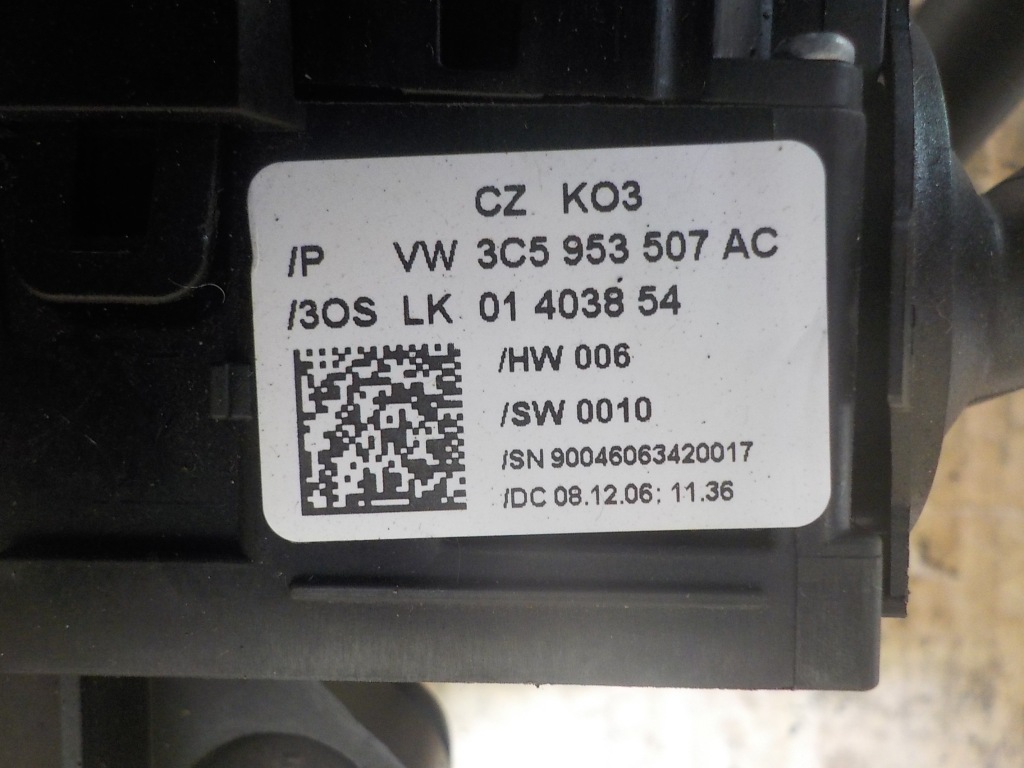 CZ KO3
/P VW 3C5 953 507 AC
/3OS LK 01 4038 54
/HW 006
/SW 0010
/SN 90046063420017
/DC 08.12.06: 11.36